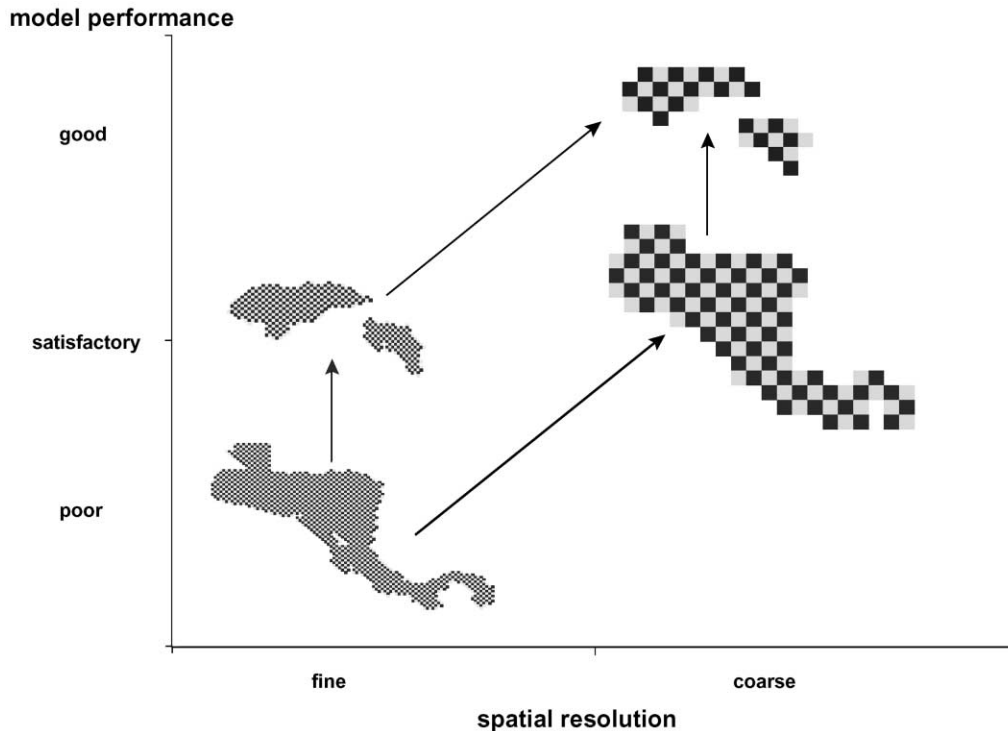 model performance
good
satisfactory
poor
fine
coarse
spatial resolution